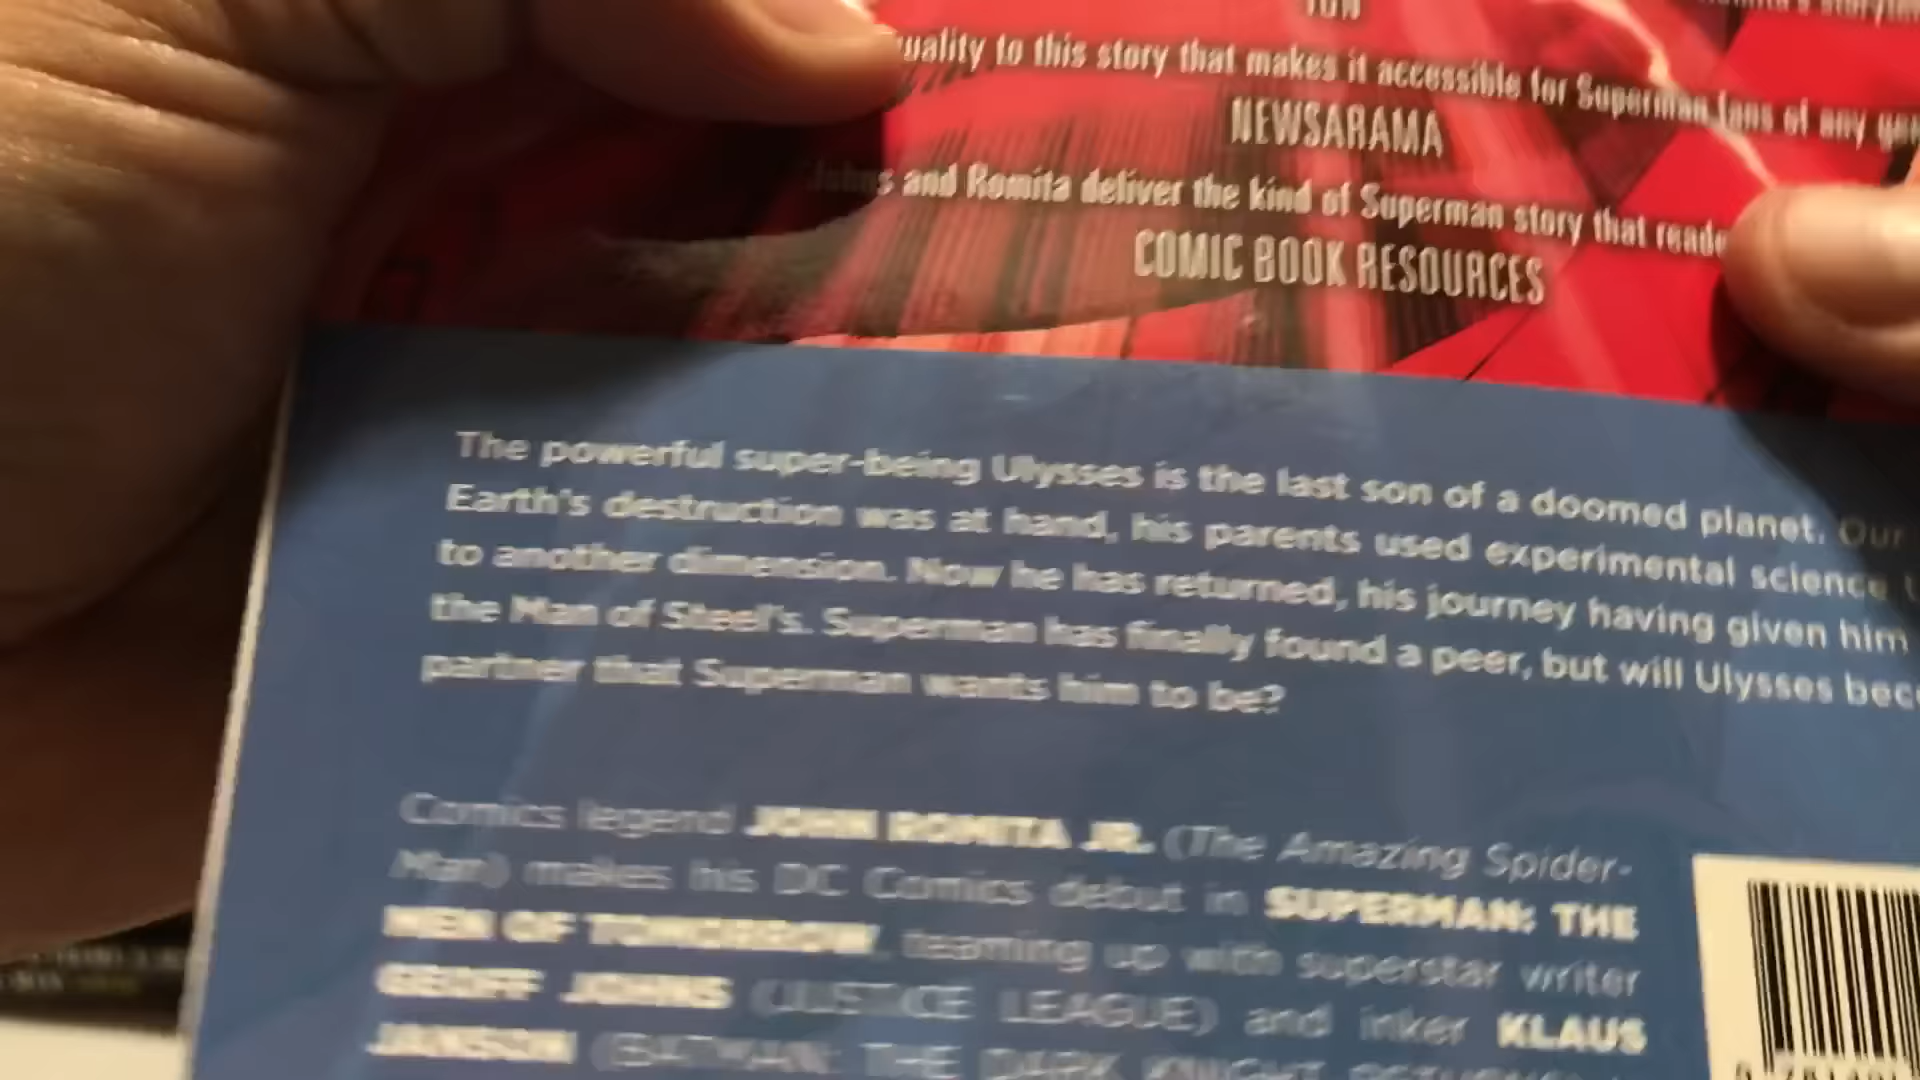 uality to this story that makes it accessible for Superman fans of any
NEWSARAMA
and Romita deliver the kind of Superman story that reade
COMIC BOOK RESOURCES
The powerful super-being Ulysses is the last son of a doomed planet. Our
Earth's destruction was at hand, his parents used experimental science
to another dimension. Now he has returned, his journey having given him
the Man of Steel's. Superman has finally found a peer, but will Ulysses bec
partner that Superman wants him to be?
Comics legend JOHN ROMITA JR. (The Amazing Spider-
Man) makes his DC Comics debut in SUPERMAN: THE
MEN OF TOMORROW, teaming up with superstar writer
GEOFF JOHNS (JUSTICE LEAGUE) and inker KLAUS
JANSON (BATMAN: THE DARK KNIGHT RETURNS)